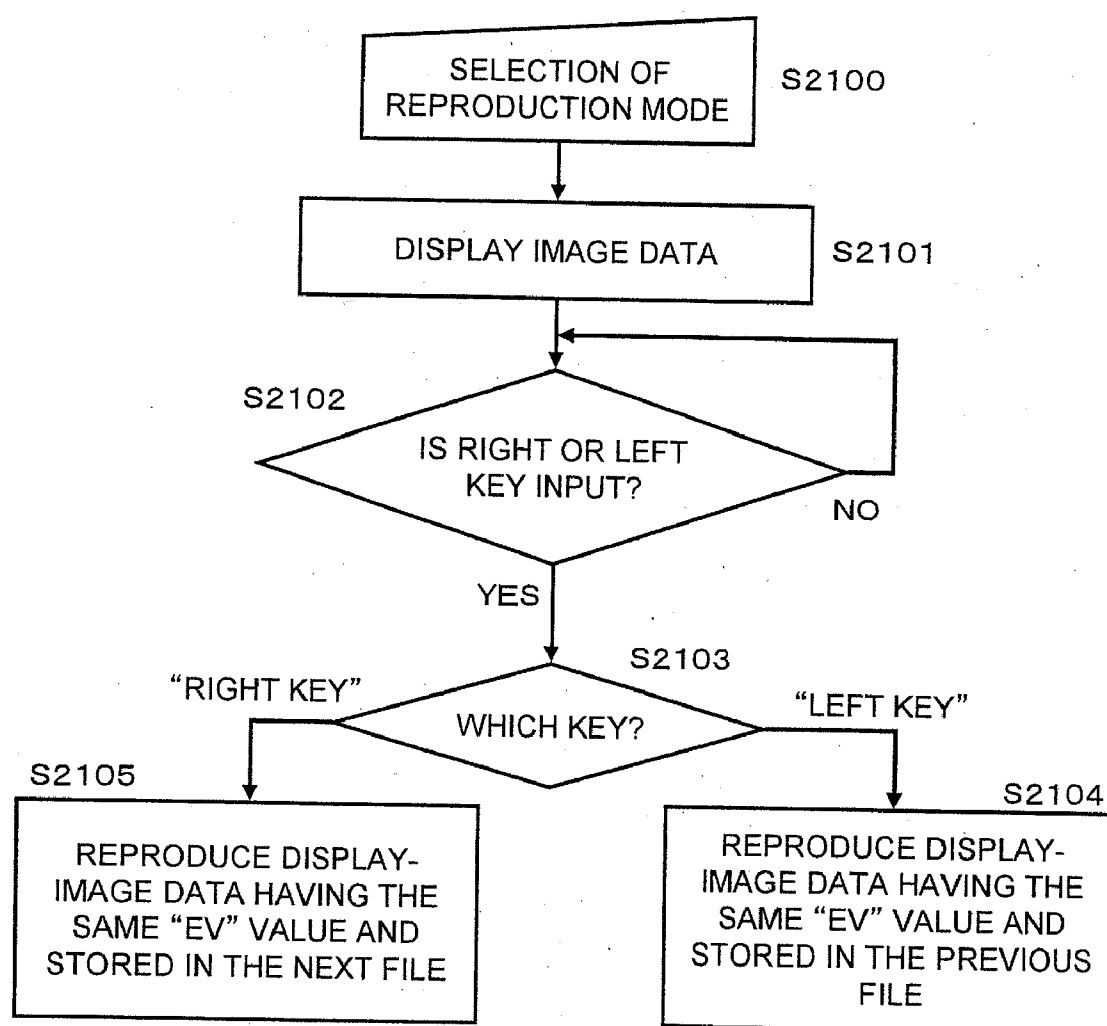 SELECTION OF
REPRODUCTION MODE
S2100
DISPLAY IMAGE DATA
S2101
S2102
IS RIGHT OR LEFT
KEY INPUT?
NO
YES
S2103
"RIGHT KEY"
WHICH KEY?
"LEFT KEY"
S2105
REPRODUCE DISPLAY-
IMAGE DATA HAVING THE
SAME "EV" VALUE AND
STORED IN THE NEXT FILE
S2104
REPRODUCE DISPLAY-
IMAGE DATA HAVING THE
SAME "EV" VALUE AND
STORED IN THE PREVIOUS
FILE